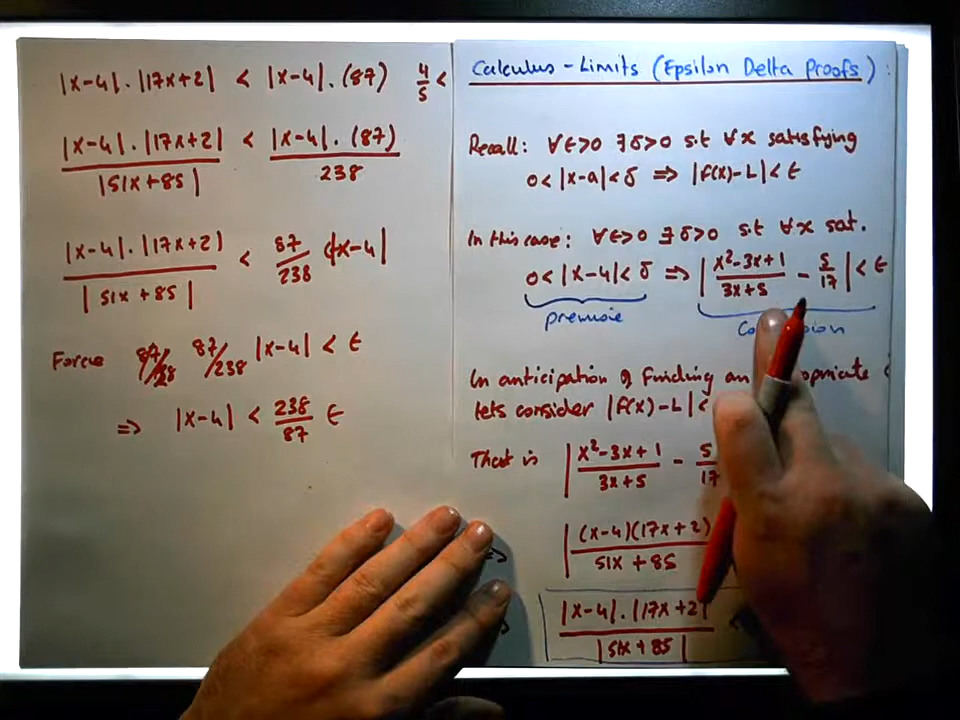 |x-4|.|17x+2| < |x-4|.(87) 4/5 <
|x-4|.|17x+2| / |51x+85| < |x-4|.(87) / 238
|x-4|.|17x+2| / |51x+85| < 87/238 |x-4|
Force 87/238 |x-4| < ϵ
⇒ |x-4| < 238/87 ϵ
Calculus - Limits (Epsilon Delta Proofs) :
Recall: ∀ϵ>0 ∃δ>0 s.t ∀x satisfying
0<|x-a|<δ ⇒ |f(x)-L|<ϵ
In this case: ∀ϵ>0 ∃δ>0 s.t ∀x sat.
0<|x-4|<δ ⇒ | x²-3x+1 / 3x+5 - 5/17 | < ϵ
premise
In anticipation of finding an
lets consider |f(x)-L|<
That is | x²-3x+1 / 3x+5 - 5/17
⇒ | (x-4)(17x+2) / 51x+85
|x-4|.|17x+2| / |51x+85| <